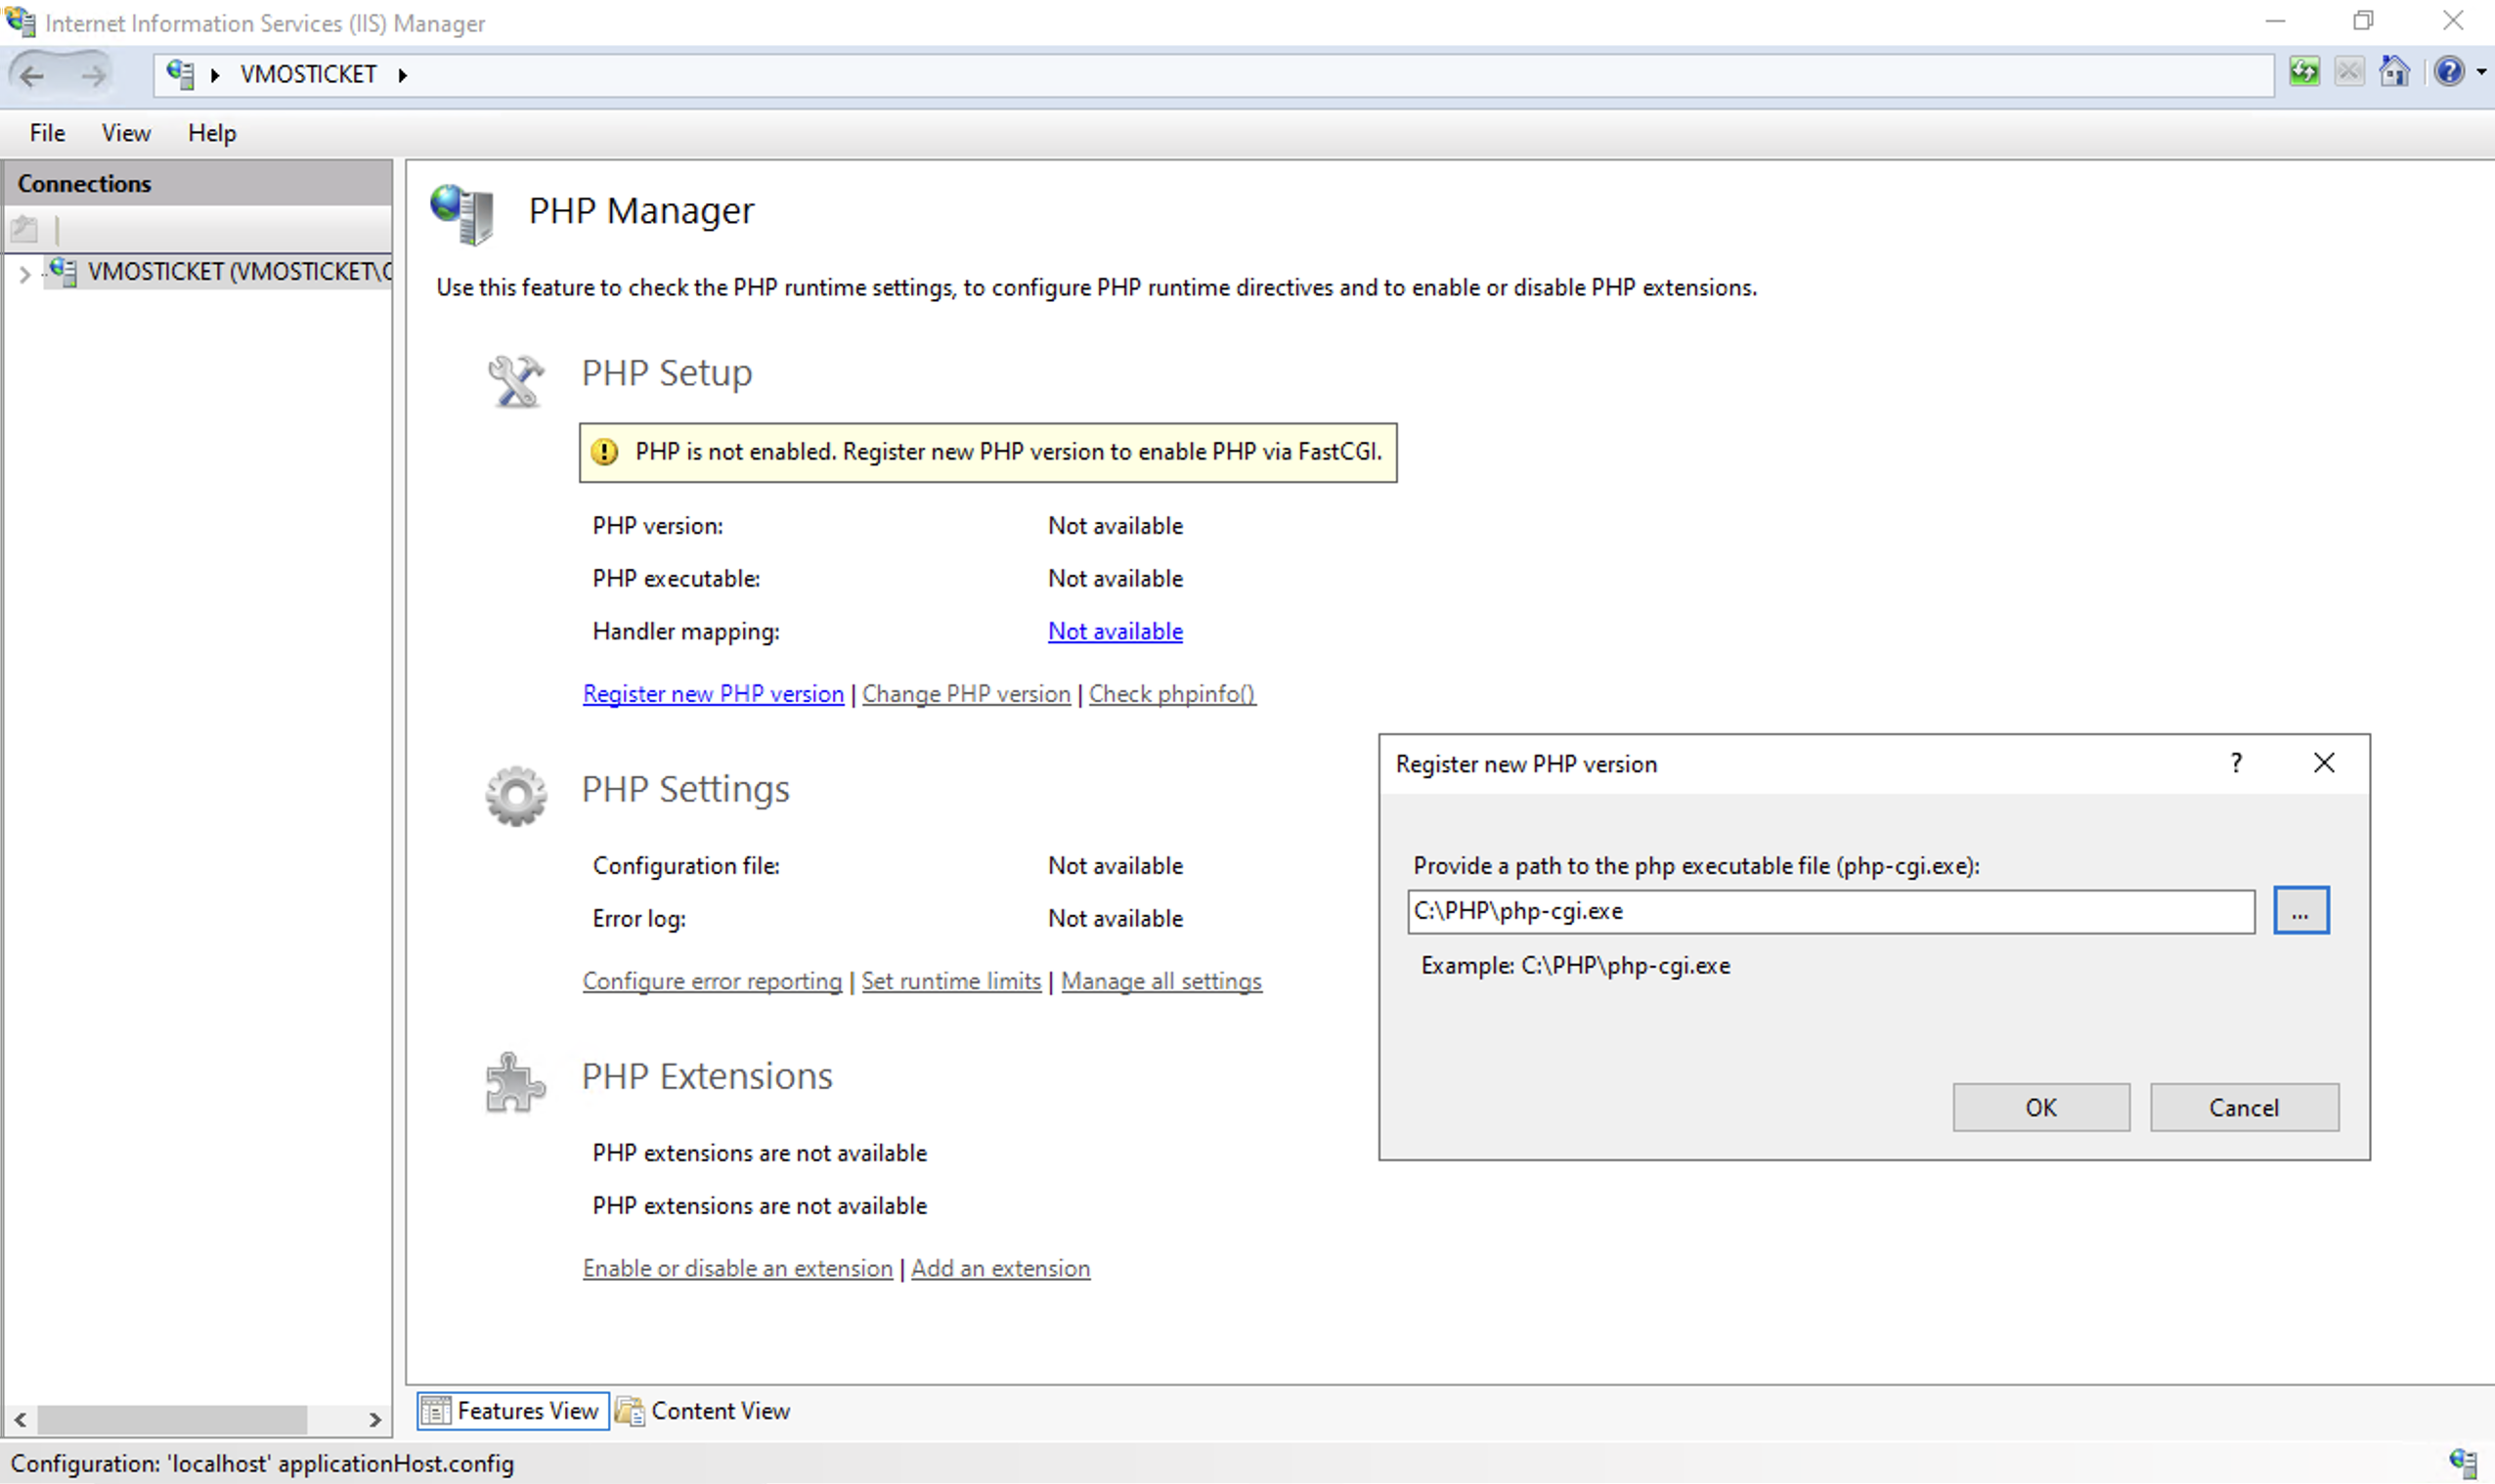 Internet Information Services (IIS) Manager
VMOSTICKET
File View Help
Connections
VMOSTICKET (VMOSTICKET\
PHP Manager
Use this feature to check the PHP runtime settings, to configure PHP runtime directives and to enable or disable PHP extensions.
PHP Setup
PHP is not enabled. Register new PHP version to enable PHP via FastCGI.
PHP version: Not available
PHP executable: Not available
Handler mapping: Not available
Register new PHP version | Change PHP version | Check phpinfo()
PHP Settings
Configuration file: Not available
Error log: Not available
Configure error reporting | Set runtime limits | Manage all settings
PHP Extensions
PHP extensions are not available
PHP extensions are not available
Enable or disable an extension | Add an extension
Register new PHP version ?
Provide a path to the php executable file (php-cgi.exe):
C:\PHP\php-cgi.exe ...
Example: C:\PHP\php-cgi.exe
OK Cancel
Features View Content View
Configuration: 'localhost' applicationHost.config